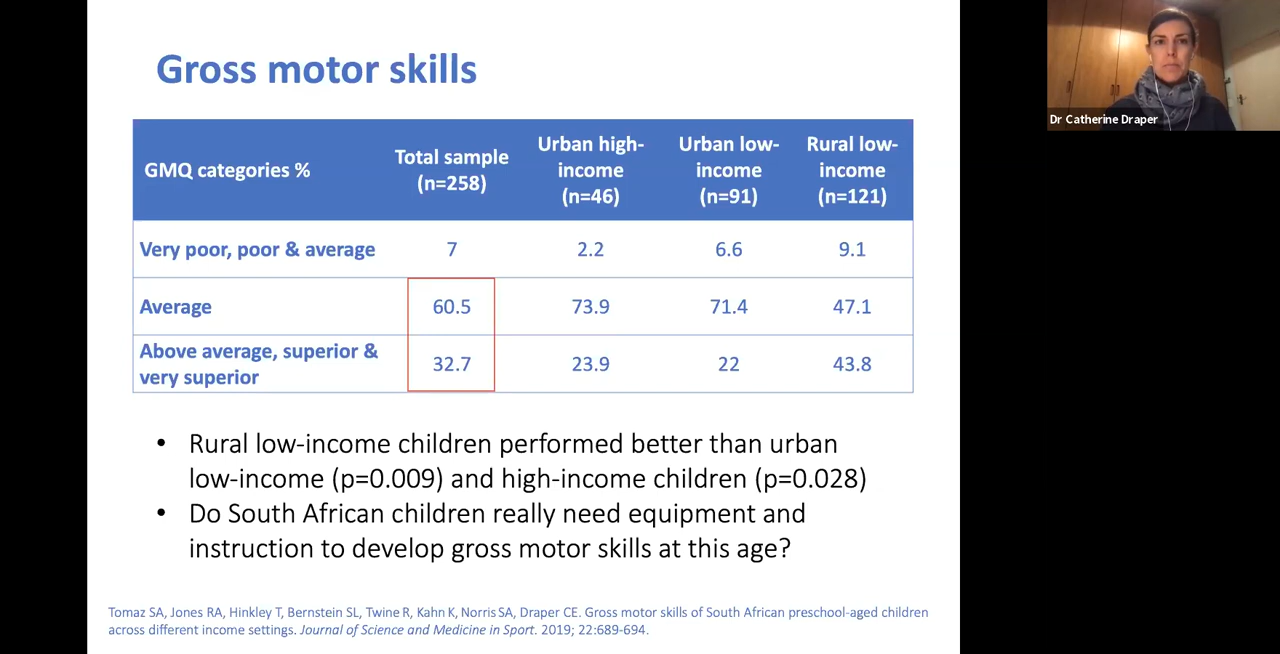 Gross motor skills
GMQ categories %
Total sample
(n=258)
Urban high-
income
(n=46)
Urban low-
income
(n=91)
Rural low-
income
(n=121)
Very poor, poor & average
7
2.2
6.6
9.1
Average
60.5
73.9
71.4
47.1
Above average, superior &
very superior
32.7
23.9
22
43.8
• Rural low-income children performed better than urban
low-income (p=0.009) and high-income children (p=0.028)
• Do South African children really need equipment and
instruction to develop gross motor skills at this age?
Tomaz SA, Jones RA, Hinkley T, Bernstein SL, Twine R, Kahn K, Norris SA, Draper CE. Gross motor skills of South African preschool-aged children
across different income settings. Journal of Science and Medicine in Sport. 2019; 22:689-694.
Dr Catherine Draper